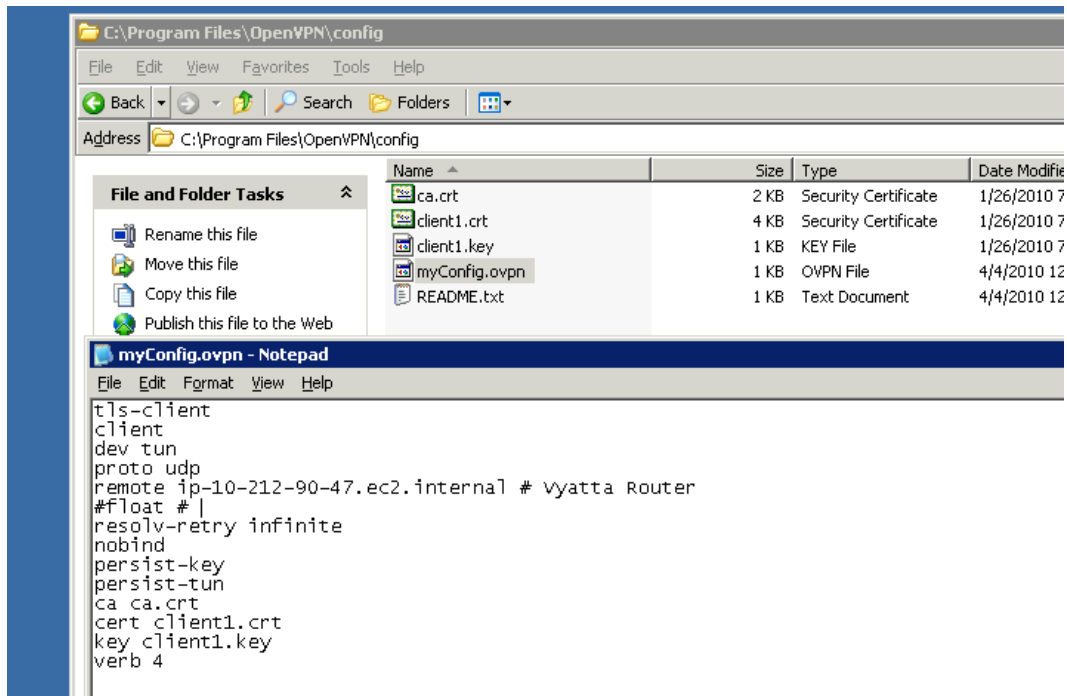 C:\Program Files\OpenVPN\config
File Edit View Favorites Tools Help
Back Search Folders
Address C:\Program Files\OpenVPN\config
Name Size Type Date Modifie
File and Folder Tasks
Rename this file
Move this file
Copy this file
Publish this file to the Web
ca.crt 2 KB Security Certificate 1/26/2010 7
client1.crt 4 KB Security Certificate 1/26/2010 7
client1.key 1 KB KEY File 1/26/2010 7
myConfig.ovpn 1 KB OVPN File 4/4/2010 12
README.txt 1 KB Text Document 4/4/2010 12
myConfig.ovpn - Notepad
File Edit Format View Help
tls-client
client
dev tun
proto udp
remote ip-10-212-90-47.ec2.internal # Vyatta Router
#float #
resolv-retry infinite
nobind
persist-key
persist-tun
ca ca.crt
cert client1.crt
key client1.key
verb 4